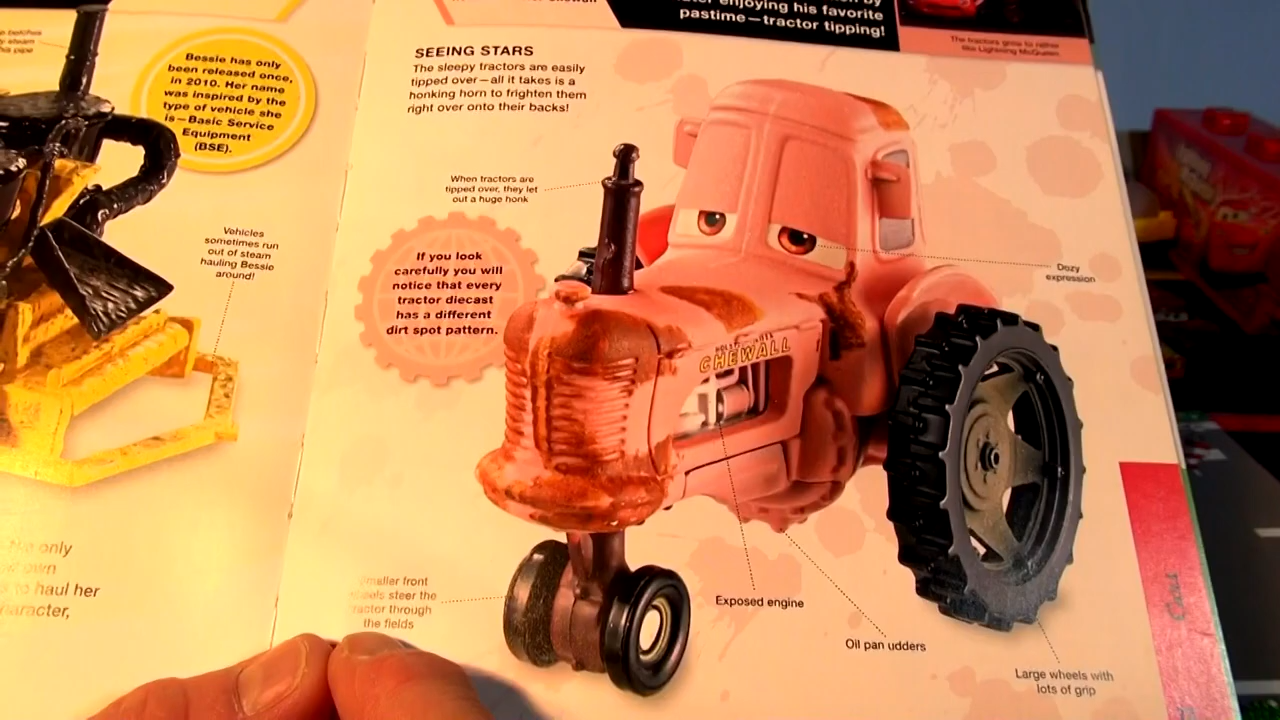 steam
his pipe
Bessie has only
been released once,
in 2010. Her name
was inspired by the
type of vehicle she
is—Basic Service
Equipment
(BSE).
Vehicles
sometimes run
out of steam
hauling Bessie
around!
only
own
to haul her
by
enjoying his favorite
pastime—tractor tipping!
The tractors grow to rather
like Lightning McQueen
SEEING STARS
The sleepy tractors are easily
tipped over—all it takes is a
honking horn to frighten them
right over onto their backs!
When tractors are
tipped over, they let
out a huge honk
If you look
carefully you will
notice that every
tractor diecast
has a different
dirt spot pattern.
Dozy
expression
CHEWALL
front
steer the
through
the fields
Exposed engine
Oil pan udders
Large wheels with
lots of grip
Cars